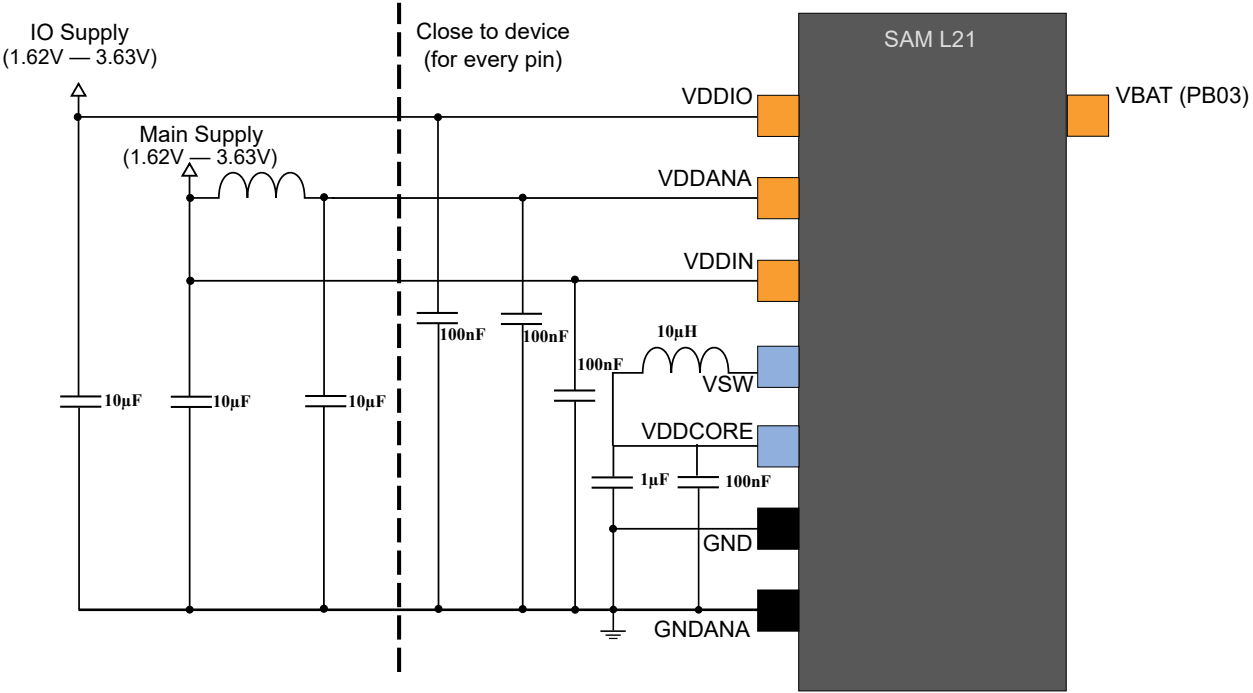 IO Supply
(1.62V — 3.63V)
Close to device
(for every pin)
SAM L21
VDDIO
VBAT (PB03)
Main Supply
(1.62V — 3.63V)
VDDANA
VDDIN
100nF
100nF
10µH
100nF
VSW
10µF
10µF
10µF
VDDCORE
1µF
100nF
GND
GNDANA